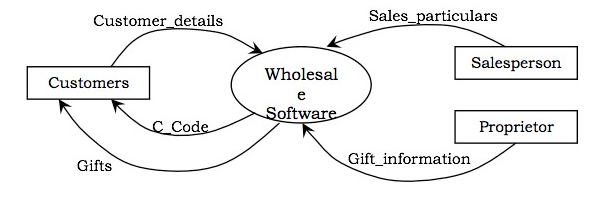 Customer_details
Sales_particulars
Customers
Wholesal
e
Software
Salesperson
C_Code
Proprietor
Gifts
Gift_information